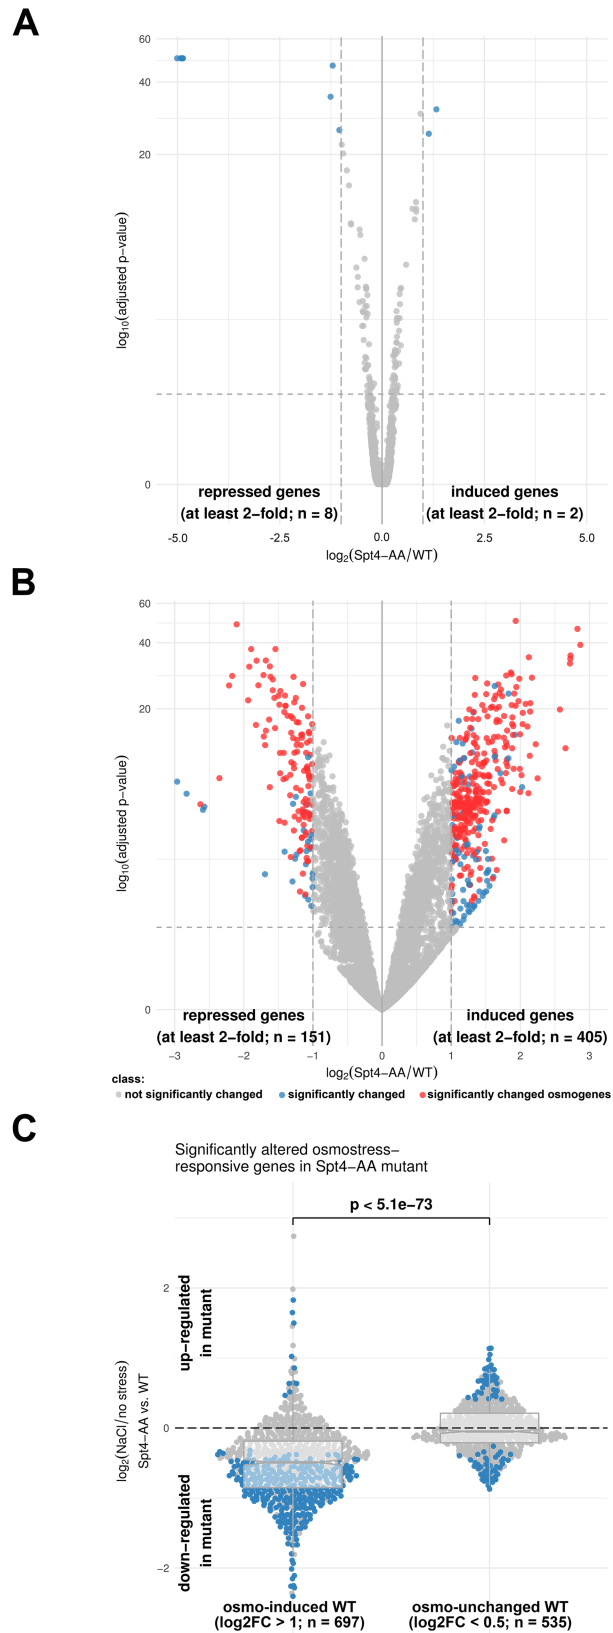 A
60
40
20
0
log10(adjusted p−value)
repressed genes
(at least 2−fold; n = 8)
induced genes
(at least 2−fold; n = 2)
-5.0
-2.5
0.0
2.5
5.0
log2(Spt4−AA/WT)
B
60
40
20
0
log10(adjusted p−value)
repressed genes
(at least 2−fold; n = 151)
induced genes
(at least 2−fold; n = 405)
−3
−2
−1
0
1
2
3
log2(Spt4−AA/WT)
class:
not significantly changed
significantly changed
significantly changed osmogenes
C
Significantly altered osmostress−
responsive genes in Spt4−AA mutant
p < 5.1e−73
2
0
−2
up−regulated
in mutant
down−regulated
in mutant
log2(NaCl/no stress)
Spt4−AA vs. WT
osmo-induced WT
(log2FC > 1; n = 697)
osmo-unchanged WT
(log2FC < 0.5; n = 535)